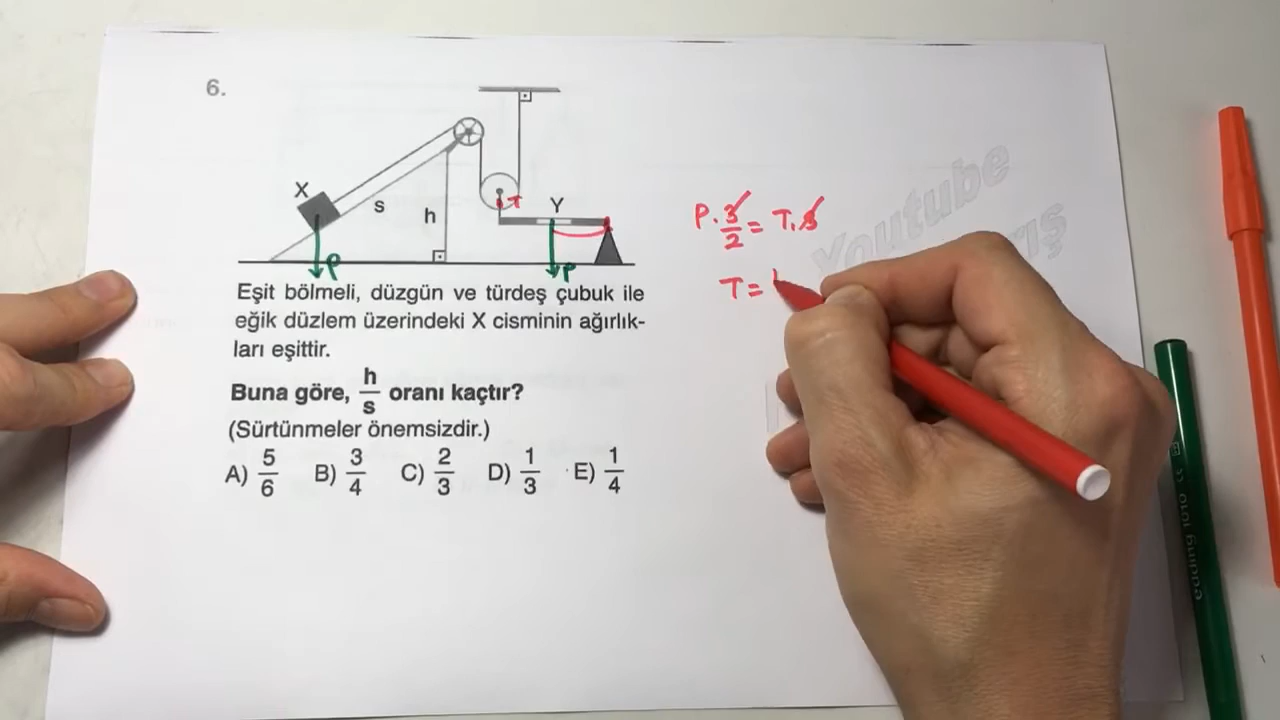 6.
X
s
h
T
Y
P
P
P. 3/2 = T.3
T =
Youtube
Eşit bölmeli, düzgün ve türdeş çubuk ile
eğik düzlem üzerindeki X cisminin ağırlık-
ları eşittir.
Buna göre, h/s oranı kaçtır?
(Sürtünmeler önemsizdir.)
A) 5/6 B) 3/4 C) 2/3 D) 1/3 E) 1/4
edding 1010